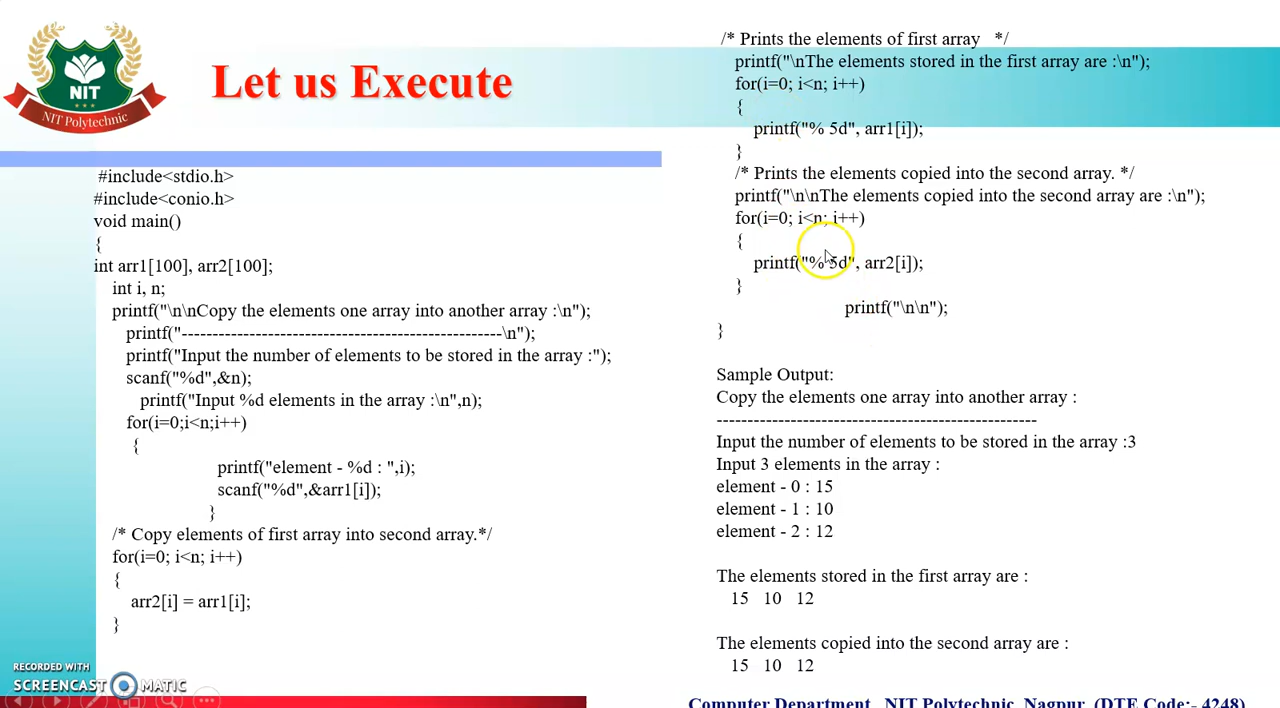 NIT
NIT Polytechnic
Let us Execute
#include<stdio.h>
#include<conio.h>
void main()
{
int arr1[100], arr2[100];
int i, n;
printf("\n\nCopy the elements one array into another array :\n");
printf("----------------------------------------------------\n");
printf("Input the number of elements to be stored in the array :");
scanf("%d",&n);
printf("Input %d elements in the array :\n",n);
for(i=0;i<n;i++)
{
printf("element - %d : ",i);
scanf("%d",&arr1[i]);
}
/* Copy elements of first array into second array.*/
for(i=0; i<n; i++)
{
arr2[i] = arr1[i];
}
/* Prints the elements of first array */
printf("\nThe elements stored in the first array are :\n");
for(i=0; i<n; i++)
{
printf("% 5d", arr1[i]);
}
/* Prints the elements copied into the second array. */
printf("\n\nThe elements copied into the second array are :\n");
for(i=0; i<n; i++)
{
printf("% 5d", arr2[i]);
}
printf("\n\n");
}
Sample Output:
Copy the elements one array into another array :
----------------------------------------------------
Input the number of elements to be stored in the array :3
Input 3 elements in the array :
element - 0 : 15
element - 1 : 10
element - 2 : 12
The elements stored in the first array are :
15 10 12
The elements copied into the second array are :
15 10 12
RECORDED WITH
SCREENCAST MATIC
Computer Department, NIT Polytechnic, Nagpur (DTE Code:- 4248)